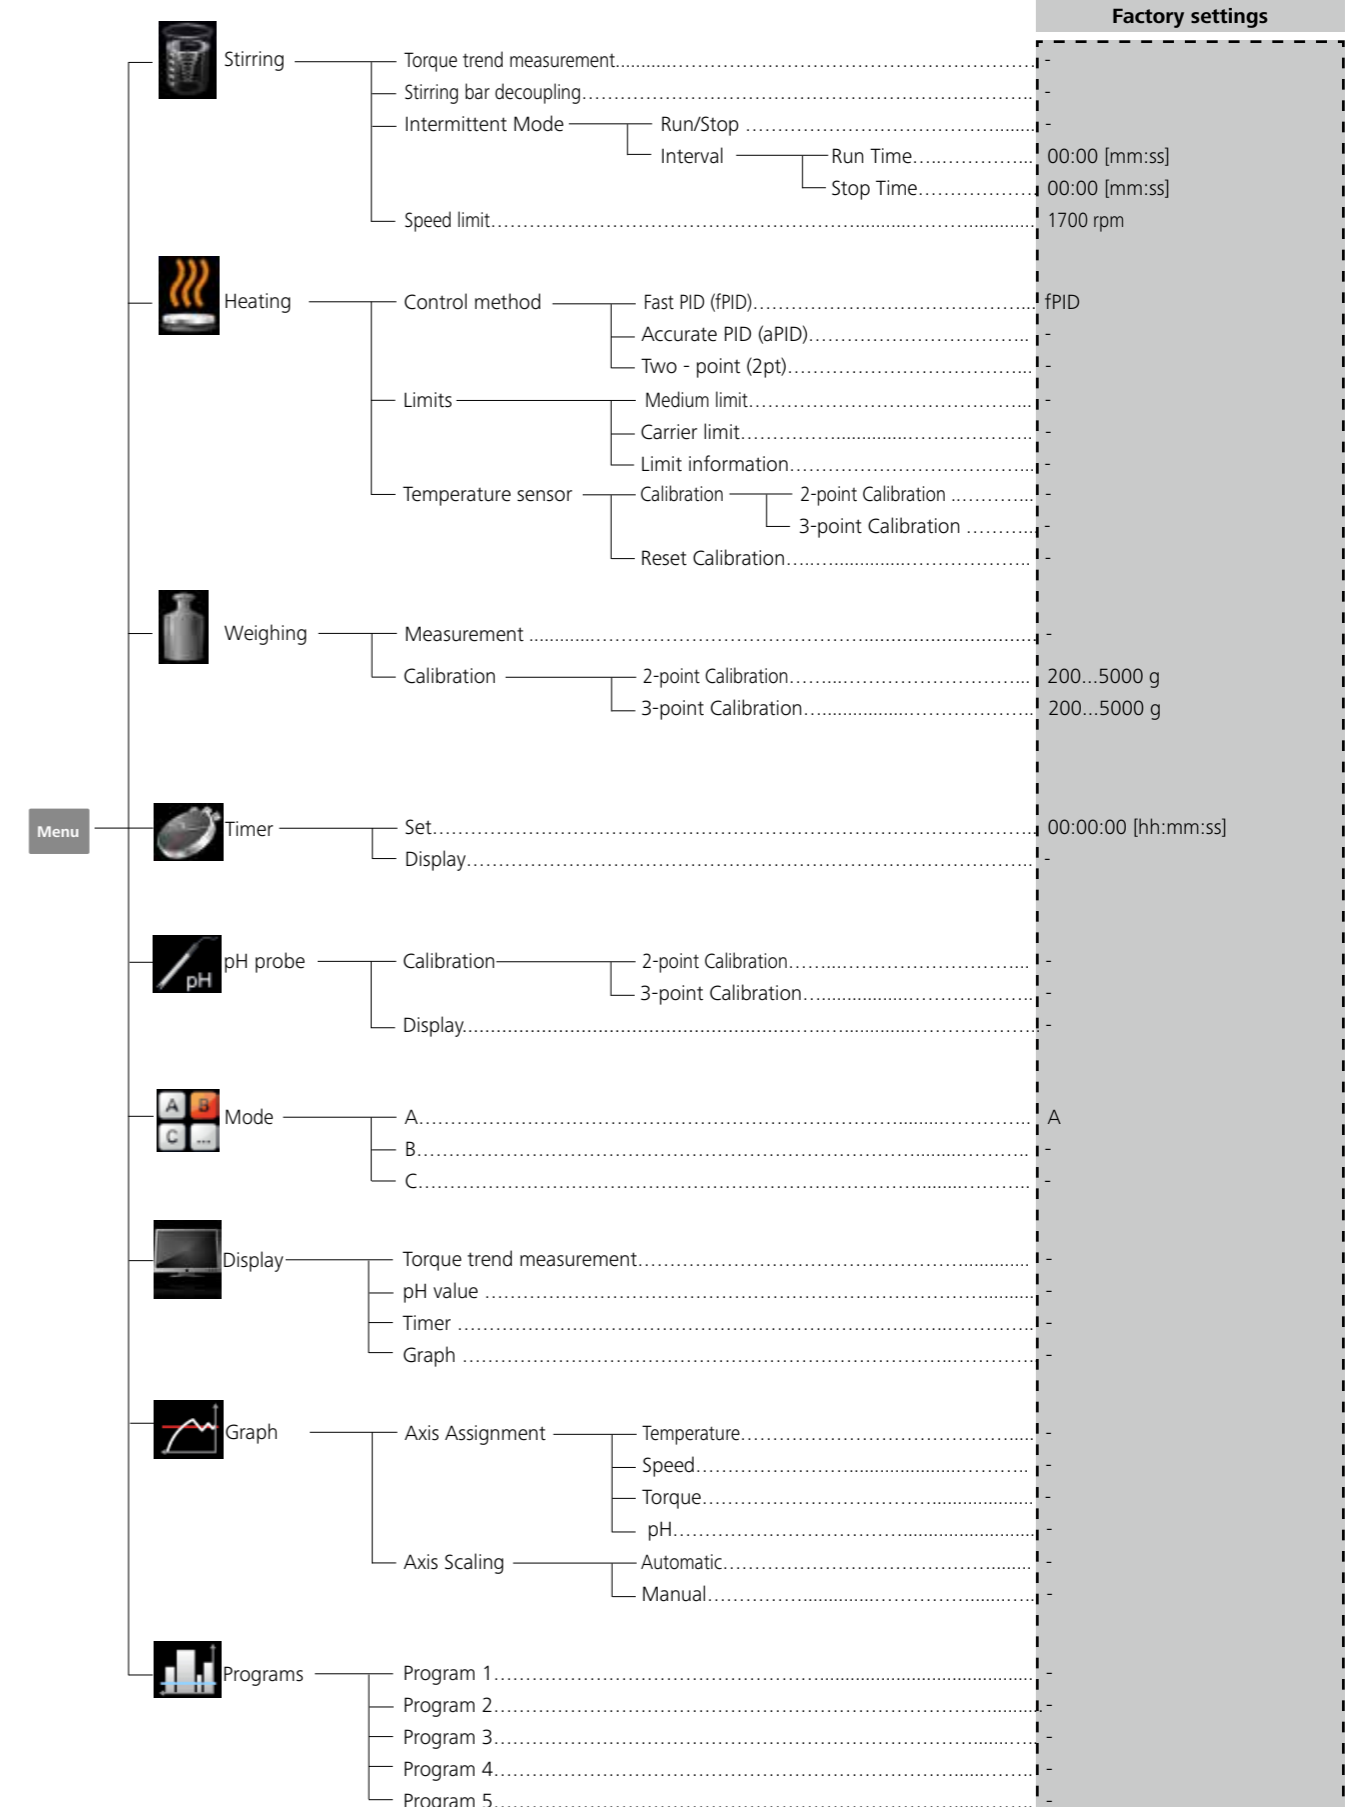 Factory settings
Stirring
Torque trend measurement -
Stirring bar decoupling -
Intermittent Mode Run/Stop -
Interval Run Time 00:00 [mm:ss]
Stop Time 00:00 [mm:ss]
Speed limit 1700 rpm
Heating Control method Fast PID (fPID) fPID
Accurate PID (aPID) -
Two - point (2pt) -
Limits Medium limit -
Carrier limit -
Limit information -
Temperature sensor Calibration 2-point Calibration -
3-point Calibration -
Reset Calibration -
Weighing Measurement -
Calibration 2-point Calibration 200...5000 g
3-point Calibration 200...5000 g
Menu
Timer Set 00:00:00 [hh:mm:ss]
Display -
pH
pH probe Calibration 2-point Calibration -
3-point Calibration -
Display -
A B
C ...
Mode A A
B -
C -
Display Torque trend measurement -
pH value -
Timer -
Graph -
Graph Axis Assignment Temperature -
Speed -
Torque -
pH -
Axis Scaling Automatic -
Manual -
Programs Program 1 -
Program 2 -
Program 3 -
Program 4 -
Program 5 -